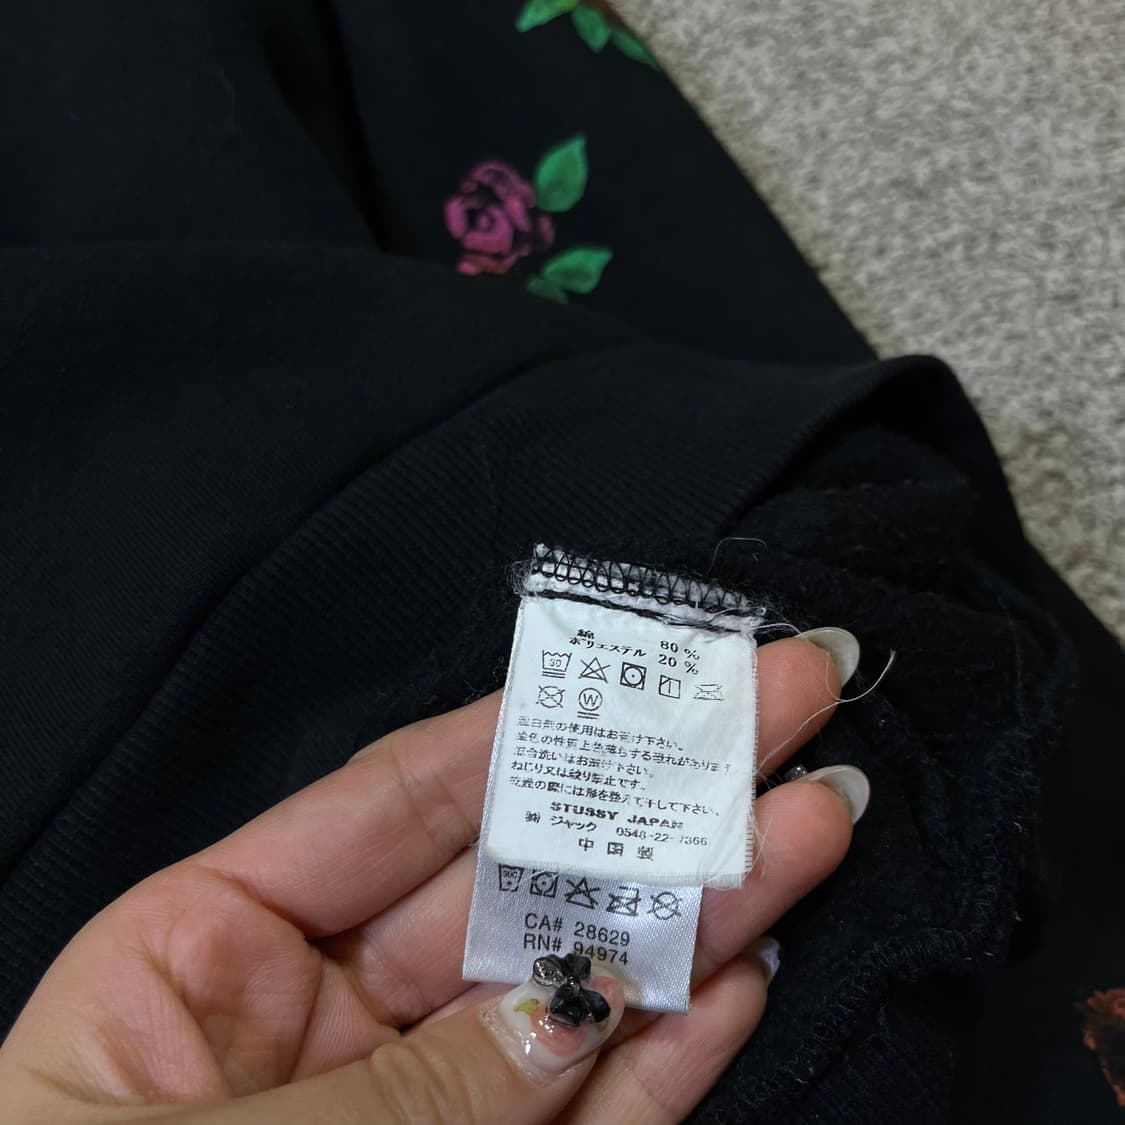 綿 80 %
ポリエステル 20 %
30
W
蛍白剤の使用はお避け下さい。
染色の性質上色落ちする恐れがあります
混合洗いはお避け下さい。
ねじり又は絞り禁止です。
乾燥の際には形を整えて干して下さい。
STUSSY JAPAN
㈱ ジャック 0548-22-7366
中 国 製
30C
CA# 28629
RN# 94974